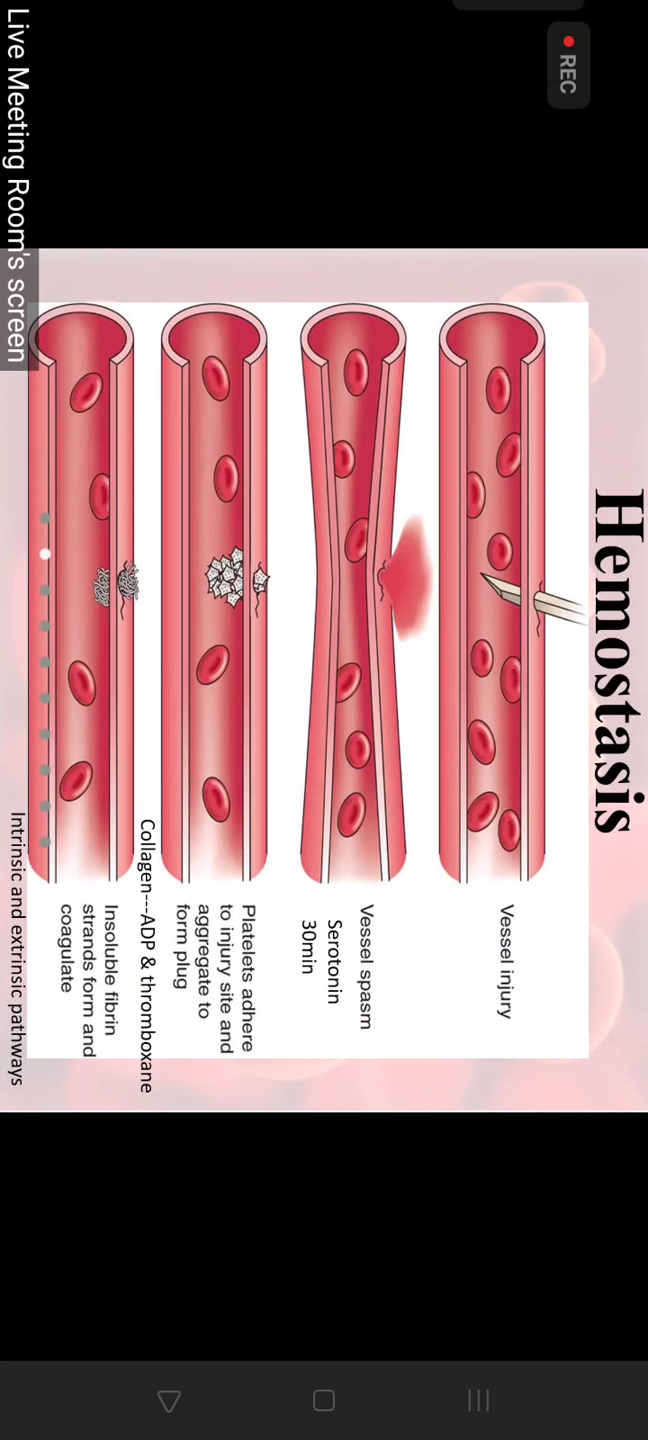 REC
Live Meeting Room's screen
Hemostasis
Vessel injury
Vessel spasm
Serotonin
30min
Platelets adhere
to injury site and
aggregate to
form plug
Collagen---ADP & thromboxane
Insoluble fibrin
strands form and
coagulate
Intrinsic and extrinsic pathways